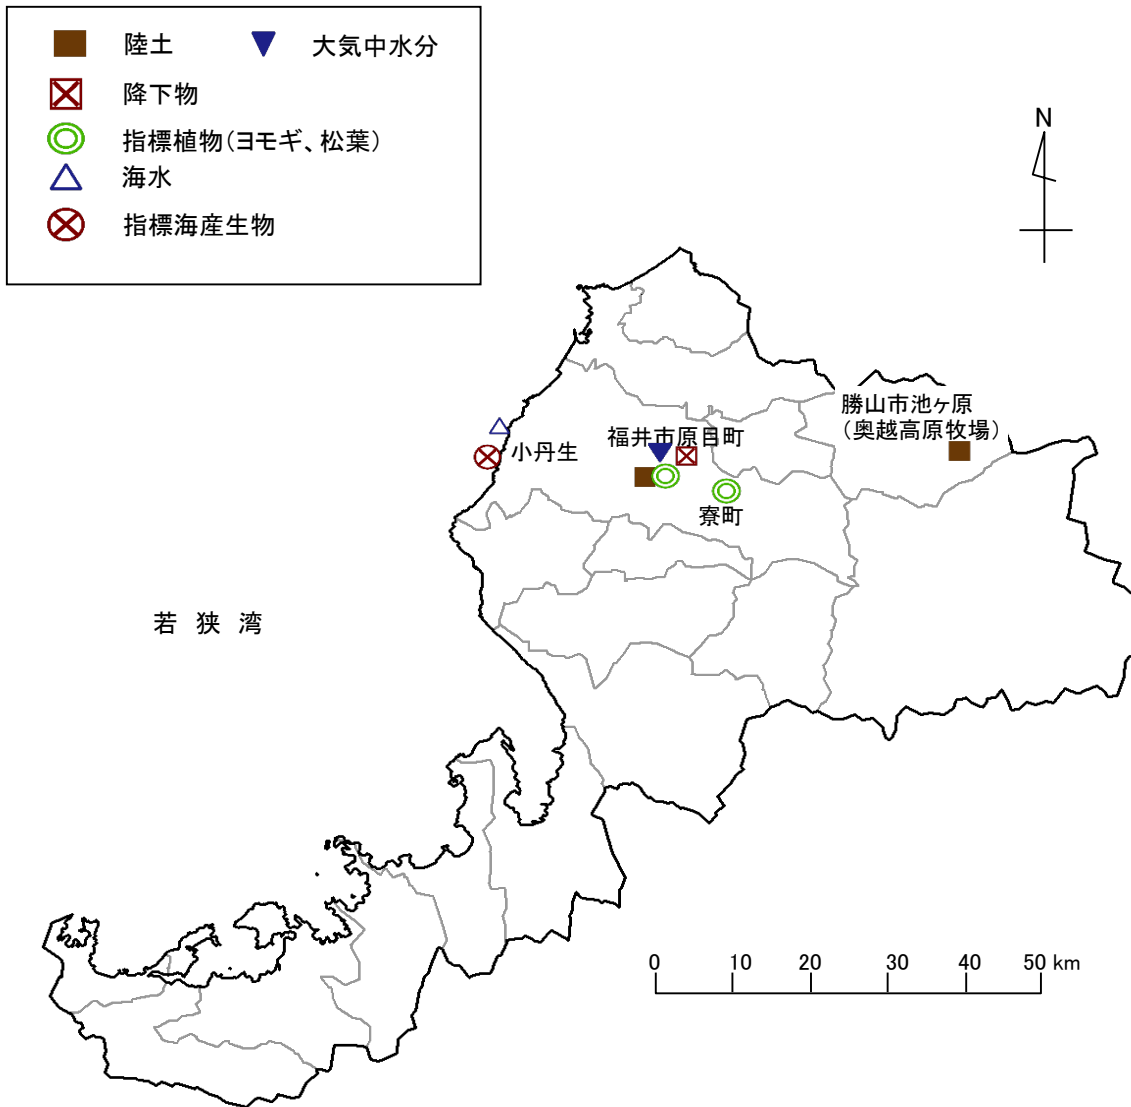 陸土 大気中水分
降下物
指標植物(ヨモギ、松葉)
海水
指標海産生物
N
勝山市池ヶ原
(奥越高原牧場)
福井市原目町
小丹生
寮町
若 狭 湾
0 10 20 30 40 50 km